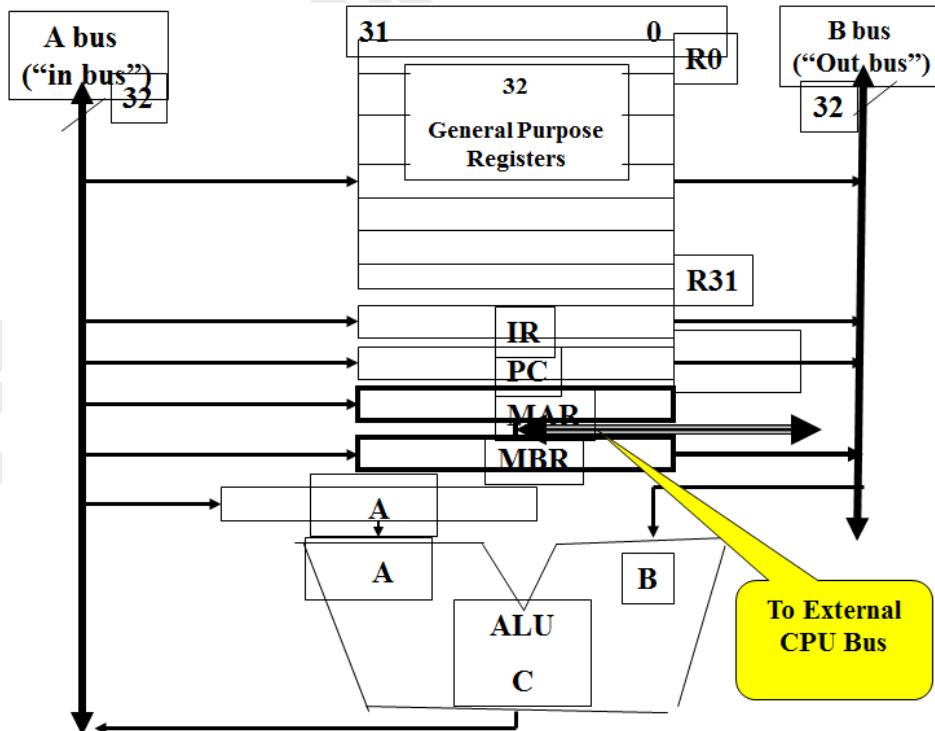 A bus
(“in bus”)
32
31 0
R0
32
General Purpose
Registers
B bus
(“Out bus”)
32
R31
IR
PC
MAR
MBR
A
A
B
ALU
C
To External
CPU Bus